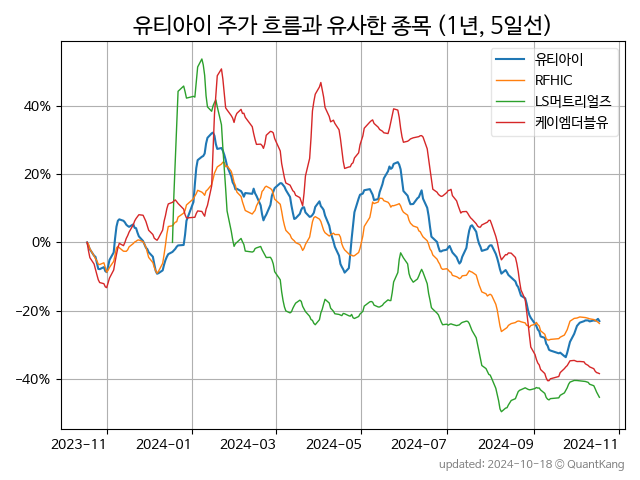 유티아이 주가 흐름과 유사한 종목 (1년, 5일선)
유티아이
RFHIC
LS머트리얼즈
케이엠더블유
40%
20%
0%
−20%
−40%
2023-11
2024-01
2024-03
2024-05
2024-07
2024-09
2024-11
updated: 2024-10-18 © QuantKang